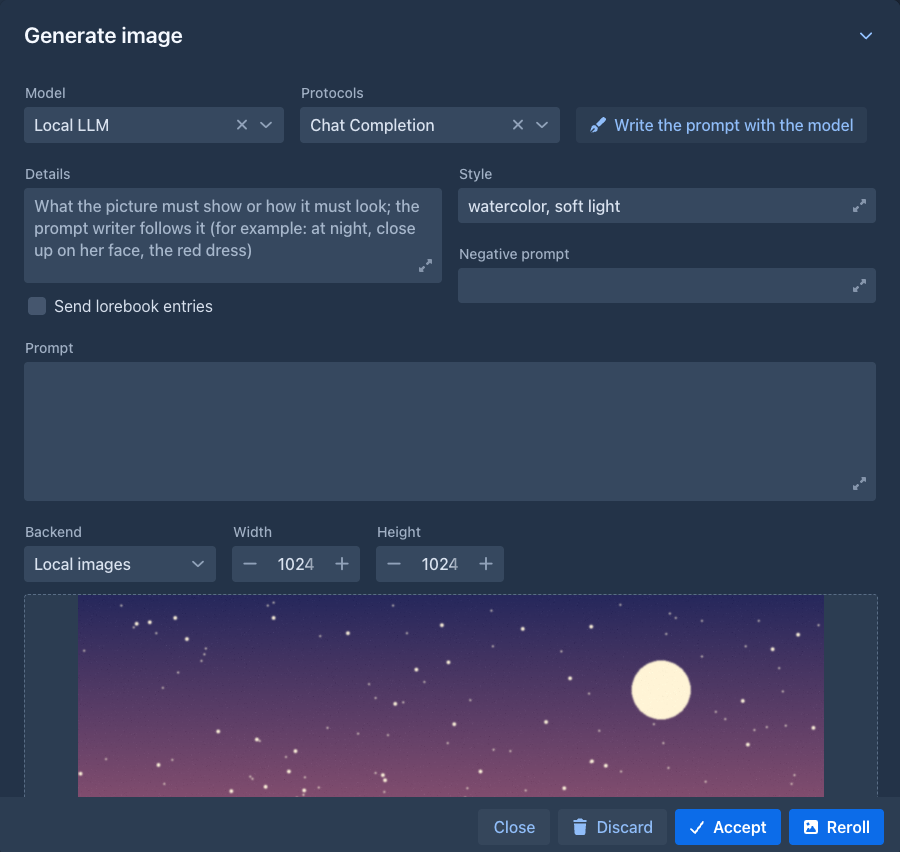 Generate image
Model
Protocols
Local LLM
Chat Completion
Write the prompt with the model
Details
Style
What the picture must show or how it must look; the
prompt writer follows it (for example: at night, close
up on her face, the red dress)
watercolor, soft light
Negative prompt
Send lorebook entries
Prompt
Backend
Width
Height
Local images
1024
1024
Close
Discard
Accept
Reroll